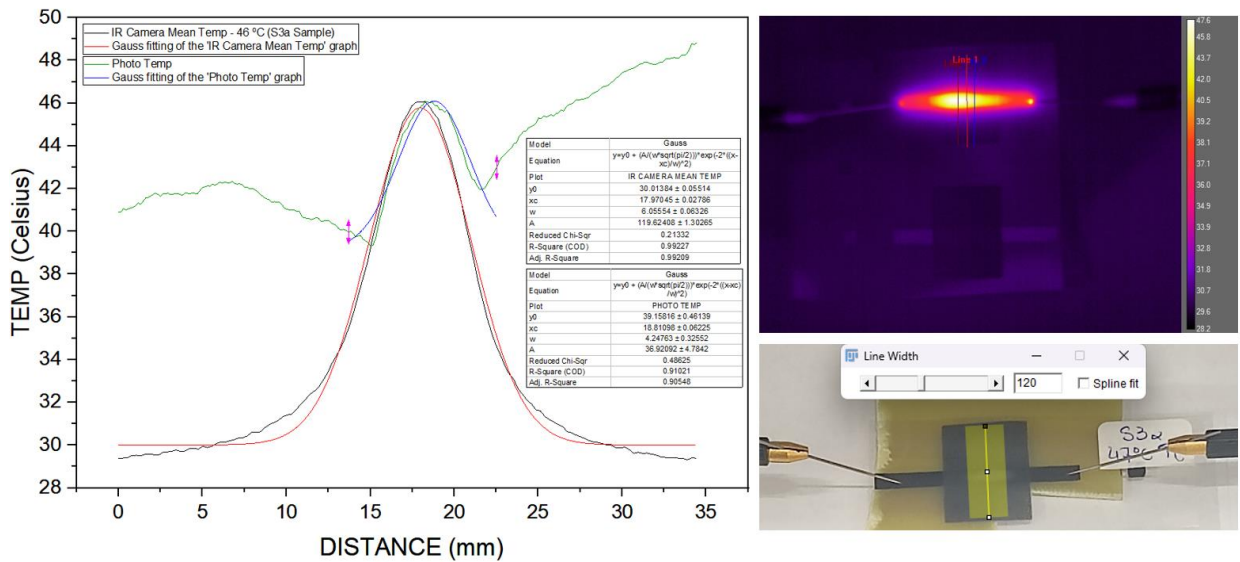 50
48
46
44
42
40
38
36
34
32
30
28
TEMP (Celsius)
0
5
10
15
20
25
30
35
DISTANCE (mm)
IR Camera Mean Temp - 46 ºC (S3a Sample)
Gauss fitting of the 'IR Camera Mean Temp' graph
Photo Temp
Gauss fitting of the 'Photo Temp' graph
Model Gauss
Equation y=y0 + (A/(w*sqrt(pi/2)))*exp(-2*((x-
xc)/w)^2)
Plot IR CAMERA MEAN TEMP
y0 30.01384 ± 0.05514
xc 17.97045 ± 0.02786
w 6.05554 ± 0.06326
A 119.62408 ± 1.30265
Reduced Chi-Sqr 0.21332
R-Square (COD) 0.99227
Adj. R-Square 0.99209
Model Gauss
Equation y=y0 + (A/(w*sqrt(pi/2)))*exp(-2*((x-xc)
/w)^2)
Plot PHOTO TEMP
y0 39.15816 ± 0.46139
xc 18.81098 ± 0.06225
w 4.24763 ± 0.32552
A 36.92092 ± 4.7842
Reduced Chi-Sqr 0.48625
R-Square (COD) 0.91021
Adj. R-Square 0.90548
Line 1
47.6
45.8
43.2
42.0
40.5
39.1
38.1
37.1
36.0
34.9
33.9
32.9
31.8
30.7
29.6
28.2
Line Width
120
Spline fit
S3a
47ºC